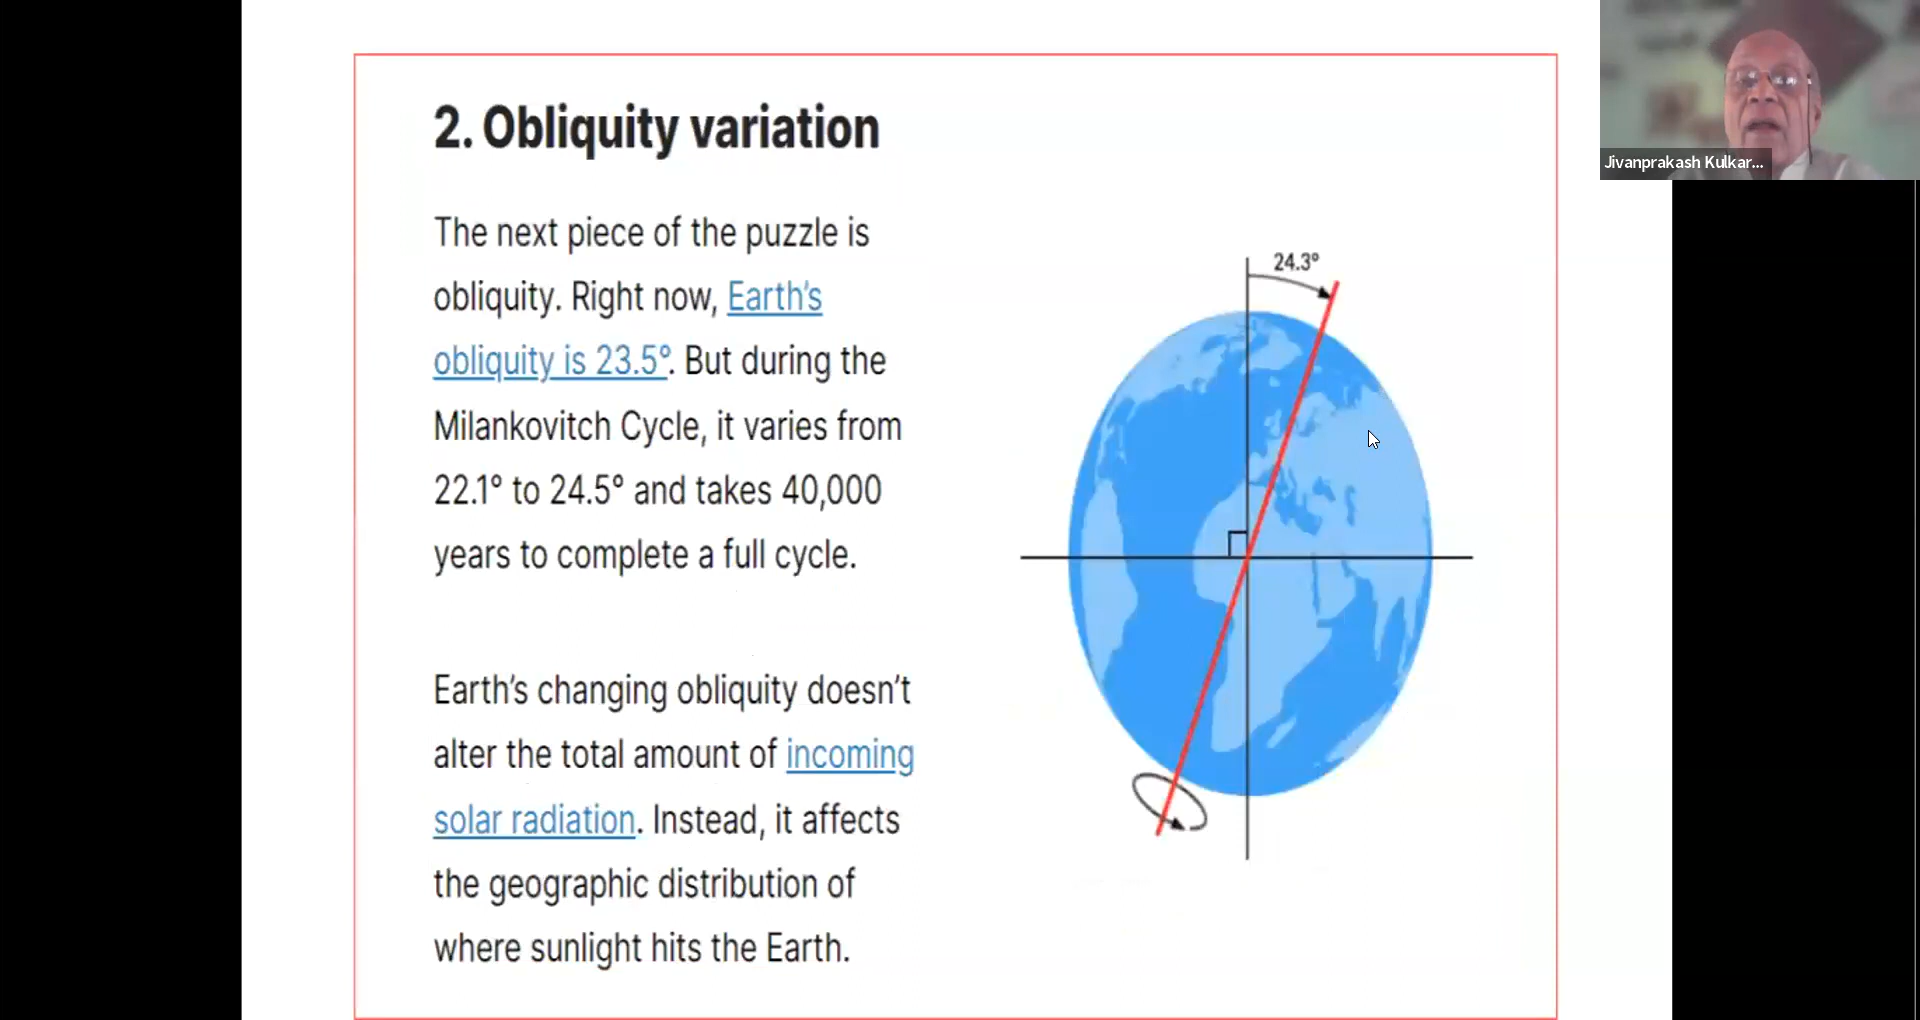 2. Obliquity variation
The next piece of the puzzle is
obliquity. Right now, Earth's
obliquity is 23.5°. But during the
Milankovitch Cycle, it varies from
22.1° to 24.5° and takes 40,000
years to complete a full cycle.
Earth's changing obliquity doesn't
alter the total amount of incoming
solar radiation. Instead, it affects
the geographic distribution of
where sunlight hits the Earth.
24.3°
Jivanprakash Kulkar...